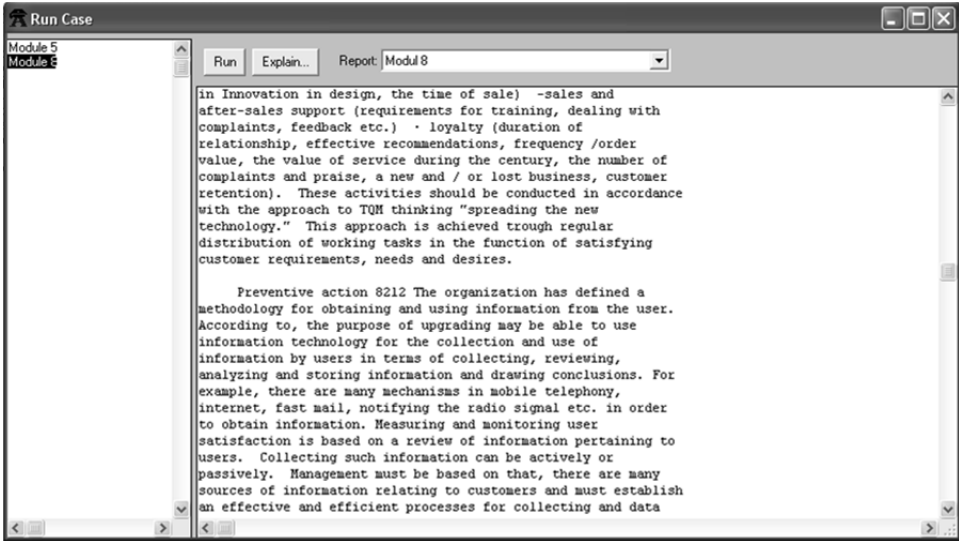 Run Case
Module 5
Module 8
Run Explain... Report: Modul 8
in Innovation in design, the time of sale) -sales and
after-sales support (requirements for training, dealing with
complaints, feedback etc.) · loyalty (duration of
relationship, effective recommendations, frequency /order
value, the value of service during the century, the number of
complaints and praise, a new and / or lost business, customer
retention). These activities should be conducted in accordance
with the approach to TQM thinking "spreading the new
technology." This approach is achieved trough regular
distribution of working tasks in the function of satisfying
customer requirements, needs and desires.
Preventive action 8212 The organization has defined a
methodology for obtaining and using information from the user.
According to, the purpose of upgrading may be able to use
information technology for the collection and use of
information by users in terms of collecting, reviewing,
analyzing and storing information and drawing conclusions. For
example, there are many mechanisms in mobile telephony,
internet, fast mail, notifying the radio signal etc. in order
to obtain information. Measuring and monitoring user
satisfaction is based on a review of information pertaining to
users. Collecting such information can be actively or
passively. Management must be based on that, there are many
sources of information relating to customers and must establish
an effective and efficient processes for collecting and data